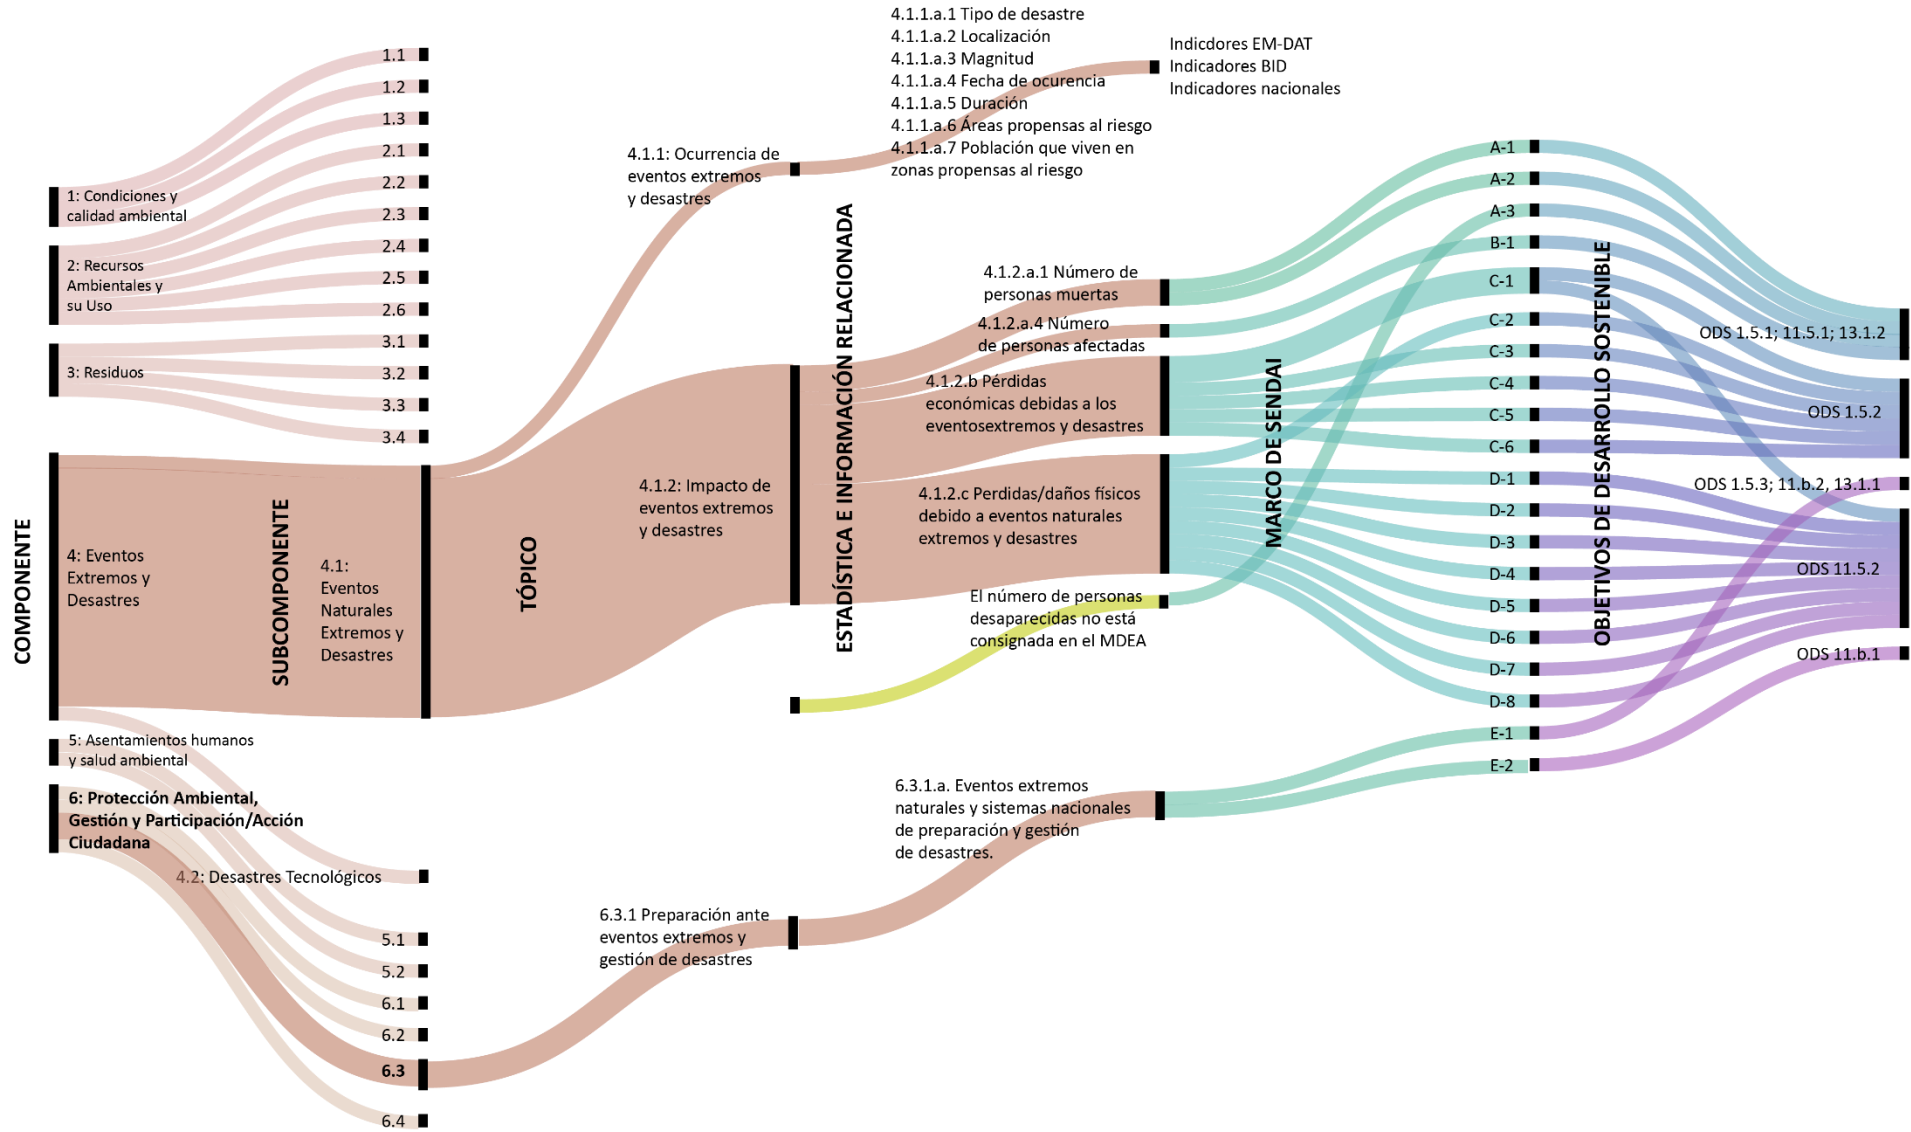 COMPONENTE
1: Condiciones y
calidad ambiental
2: Recursos
Ambientales y
su Uso
3: Residuos
4: Eventos
Extremos y
Desastres
5: Asentamientos humanos
y salud ambiental
6: Protección Ambiental,
Gestión y Participación/Acción
Ciudadana
SUBCOMPONENTE
1.1
1.2
1.3
2.1
2.2
2.3
2.4
2.5
2.6
3.1
3.2
3.3
3.4
4.1:
Eventos
Naturales
Extremos y
Desastres
4.2: Desastres Tecnológicos
5.1
5.2
6.1
6.2
6.3
6.4
TÓPICO
4.1.1: Ocurrencia de
eventos extremos
y desastres
4.1.2: Impacto de
eventos extremos
y desastres
6.3.1 Preparación ante
eventos extremos y
gestión de desastres
ESTADÍSTICA E INFORMACIÓN RELACIONADA
4.1.1.a.1 Tipo de desastre
4.1.1.a.2 Localización
4.1.1.a.3 Magnitud
4.1.1.a.4 Fecha de ocurencia
4.1.1.a.5 Duración
4.1.1.a.6 Áreas propensas al riesgo
4.1.1.a.7 Población que viven en
zonas propensas al riesgo
Indicdores EM-DAT
Indicadores BID
Indicadores nacionales
4.1.2.a.1 Número de
personas muertas
4.1.2.a.4 Número
de personas afectadas
4.1.2.b Pérdidas
económicas debidas a los
eventosextremos y desastres
4.1.2.c Perdidas/daños físicos
debido a eventos naturales
extremos y desastres
El número de personas
desaparecidas no está
consignada en el MDEA
6.3.1.a. Eventos extremos
naturales y sistemas nacionales
de preparación y gestión
de desastres.
MARCO DE SENDAI
A-1
A-2
A-3
B-1
C-1
C-2
C-3
C-4
C-5
C-6
D-1
D-2
D-3
D-4
D-5
D-6
D-7
D-8
E-1
E-2
OBJETIVOS DE DESARROLLO SOSTENIBLE
ODS 1.5.1; 11.5.1; 13.1.2
ODS 1.5.2
ODS 1.5.3; 11.b.2, 13.1.1
ODS 11.5.2
ODS 11.b.1